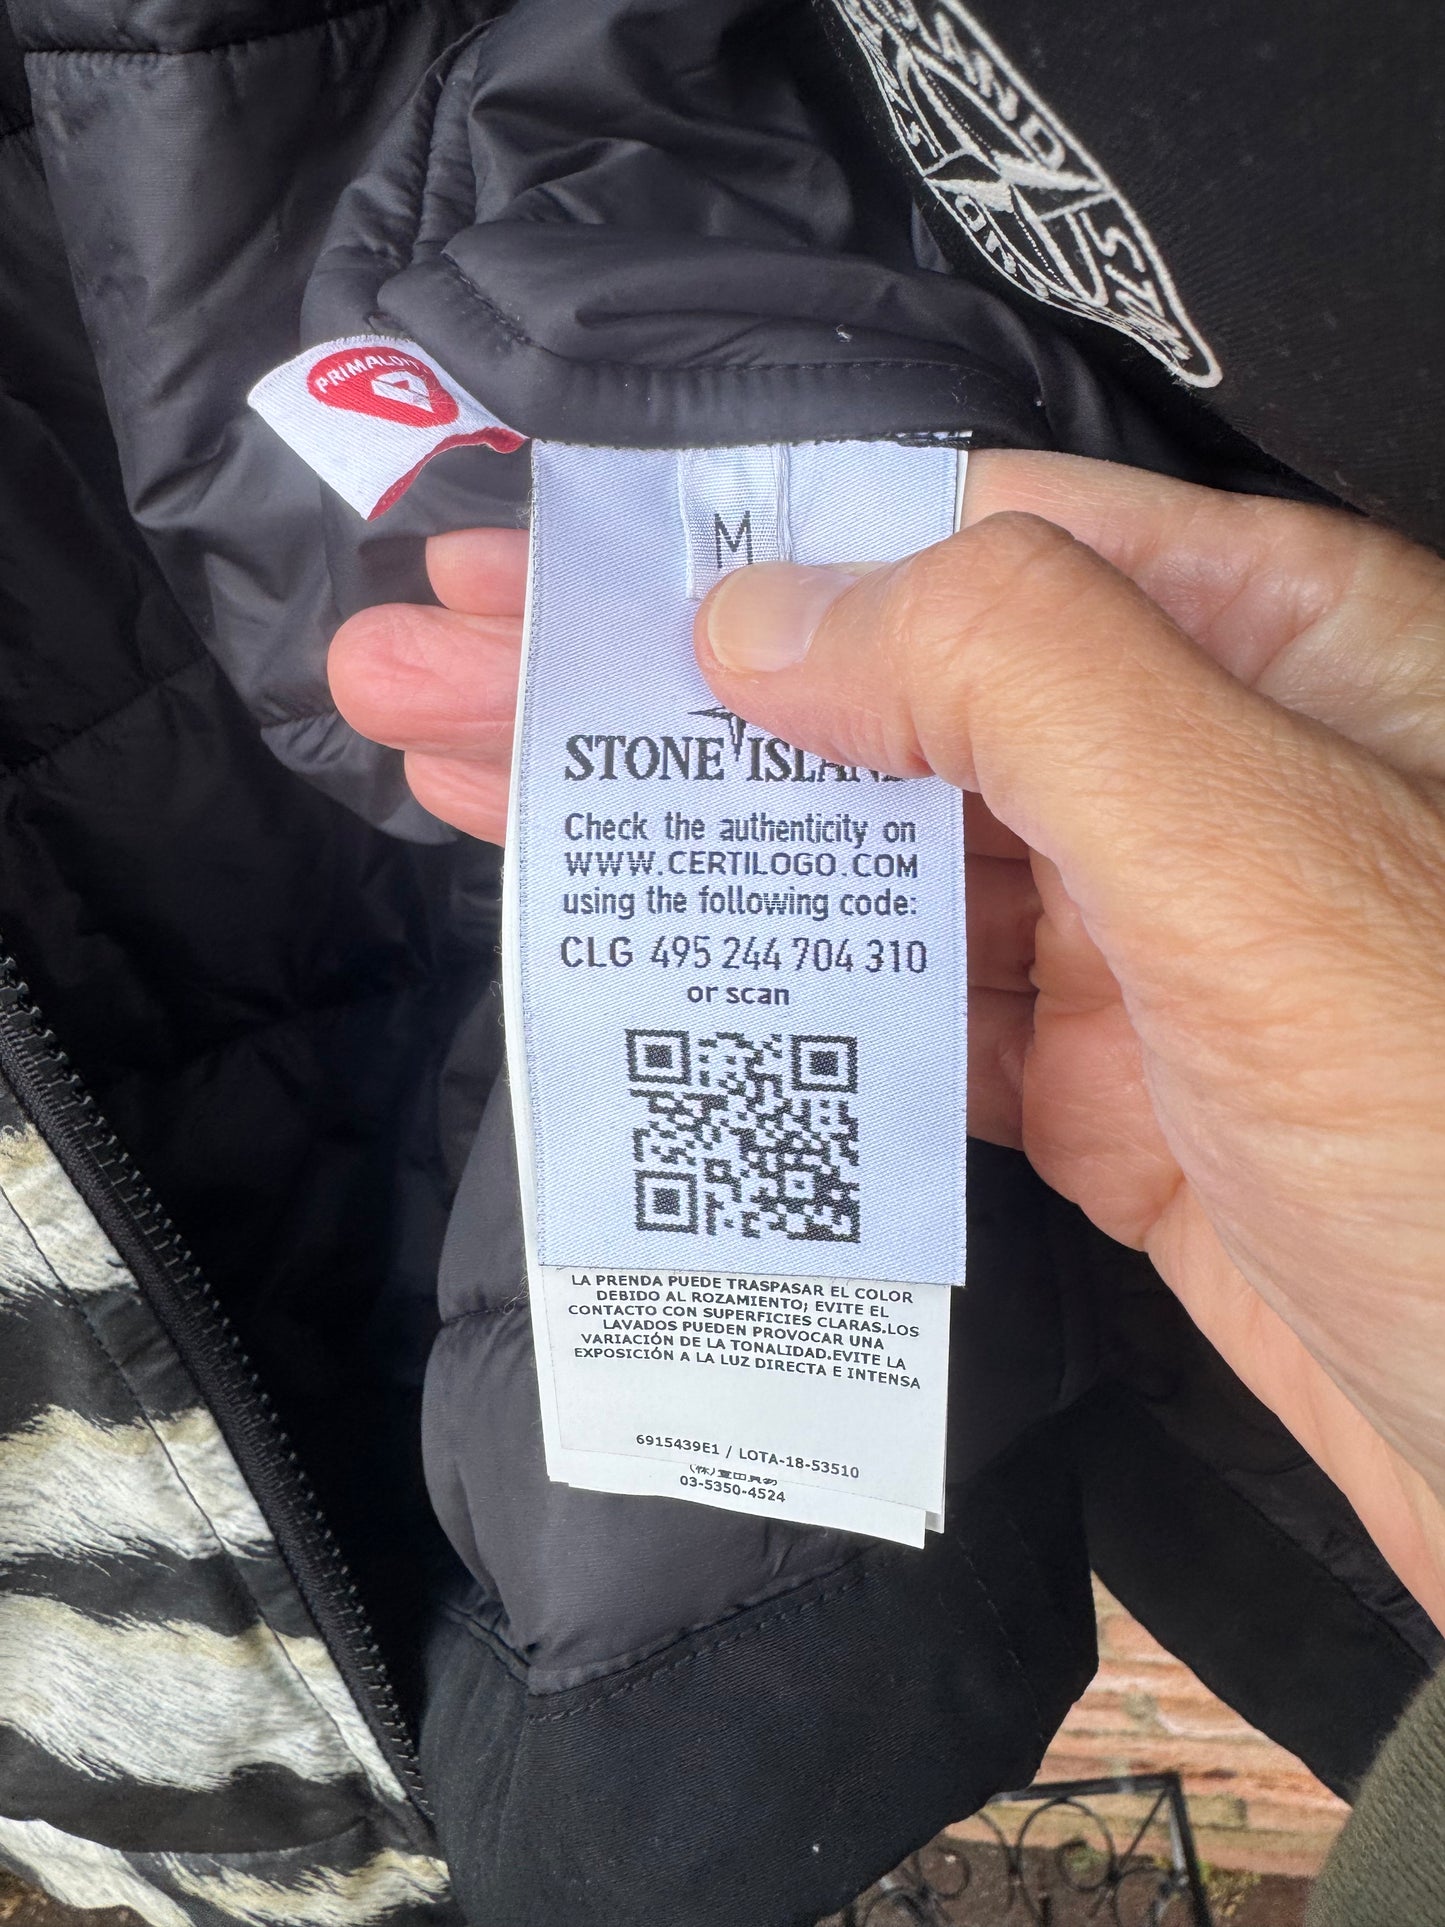 ISLAND
STONE
PRIMALOFT
M
STONE ISLAND
Check the authenticity on
WWW.CERTILOGO.COM
using the following code:
CLG 495 244 704 310
or scan
LA PRENDA PUEDE TRASPASAR EL COLOR
DEBIDO AL ROZAMIENTO; EVITE EL
CONTACTO CON SUPERFICIES CLARAS.LOS
LAVADOS PUEDEN PROVOCAR UNA
VARIACIÓN DE LA TONALIDAD.EVITE LA
EXPOSICIÓN A LA LUZ DIRECTA E INTENSA
6915439E1 / LOTA-18-53510
03-5350-4524